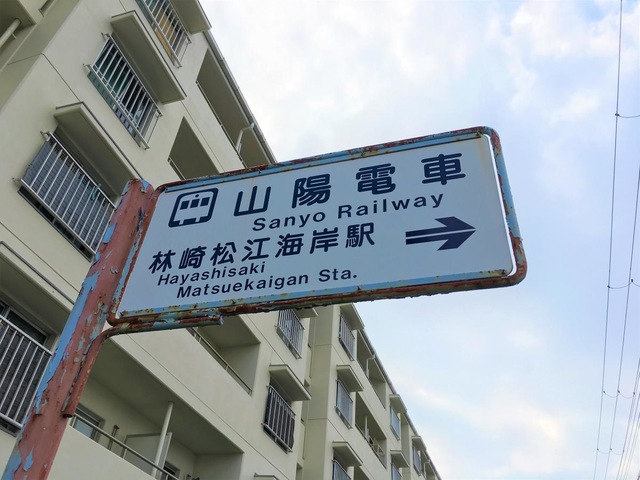 山陽電車
Sanyo Railway
林崎松江海岸駅
Hayashisaki
Matsuekaigan Sta.